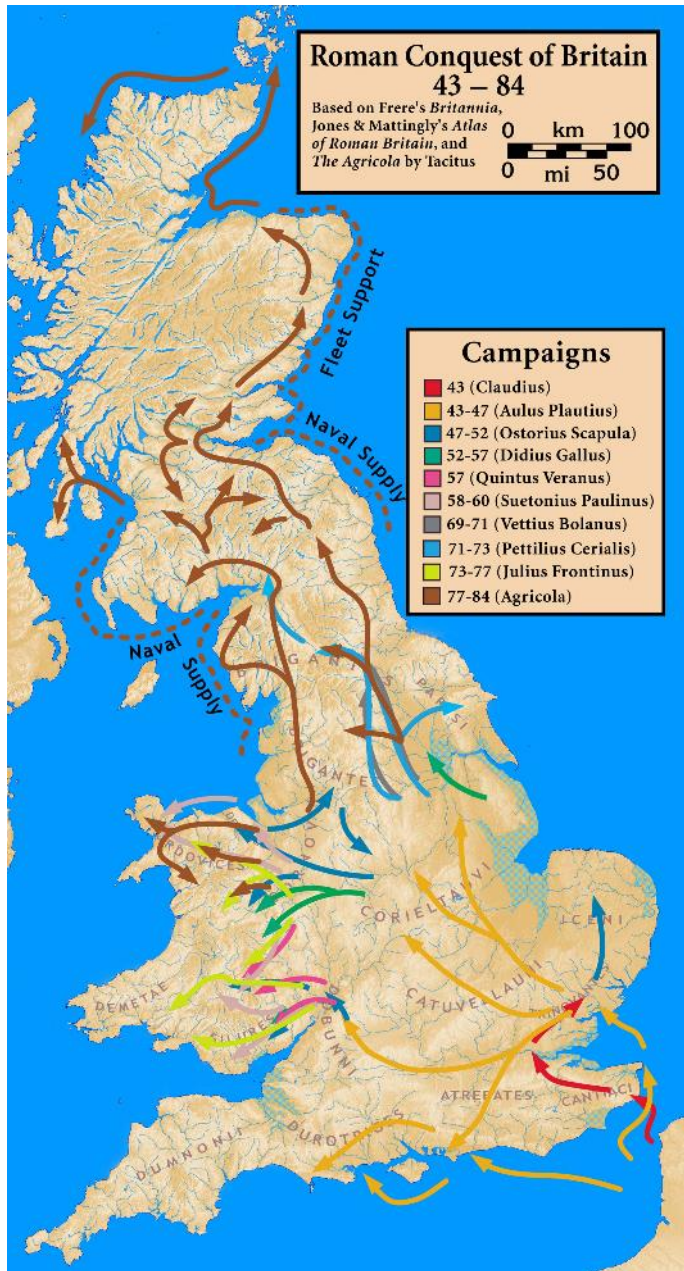 Roman Conquest of Britain
43 – 84
Based on Frere's Britannia,
Jones & Mattingly's Atlas
of Roman Britain, and
The Agricola by Tacitus
0 km 100
0 mi 50
Fleet Support
Naval Supply
Campaigns
43 (Claudius)
43-47 (Aulus Plautius)
47-52 (Ostorius Scapula)
52-57 (Didius Gallus)
57 (Quintus Veranus)
58-60 (Suetonius Paulinus)
69-71 (Vettius Bolanus)
71-73 (Pettilius Cerialis)
73-77 (Julius Frontinus)
77-84 (Agricola)
Naval
Supply
CORIELTAUVI
ICENI
CATUVELLAUNI
DEMETAE
ATREBATES
CANTIACI
DUMNONII